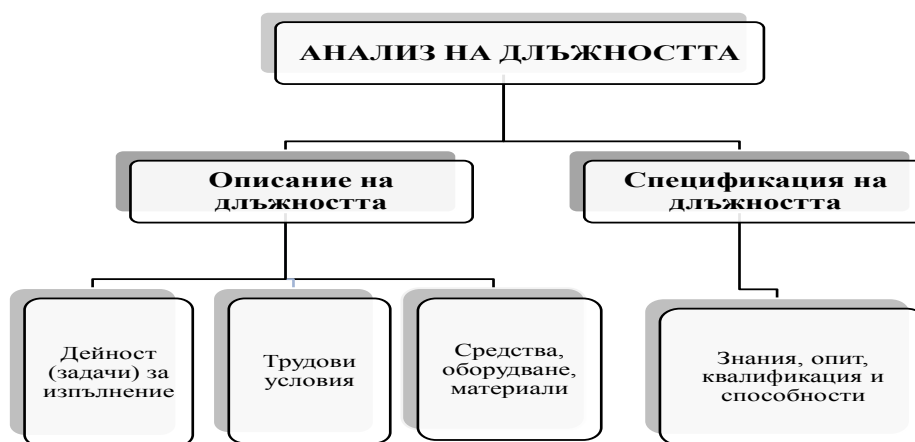 АНАЛИЗ НА ДЛЪЖНОСТТА
Описание на
длъжността
Спецификация на
длъжността
Дейност
(задачи) за
изпълнение
Трудови
условия
Средства,
оборудване,
материали
Знания, опит,
квалификация и
способности